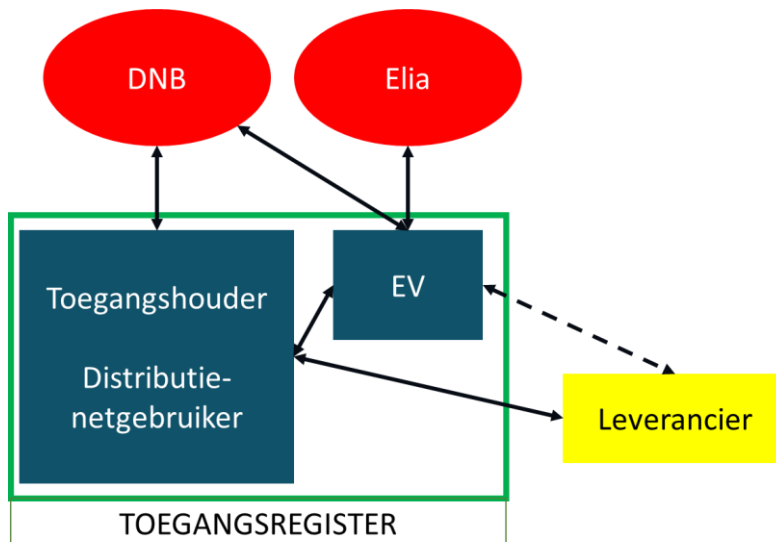 DNB
Elia
Toegangshouder
EV
Distributie-
netgebruiker
Leverancier
TOEGANGSREGISTER